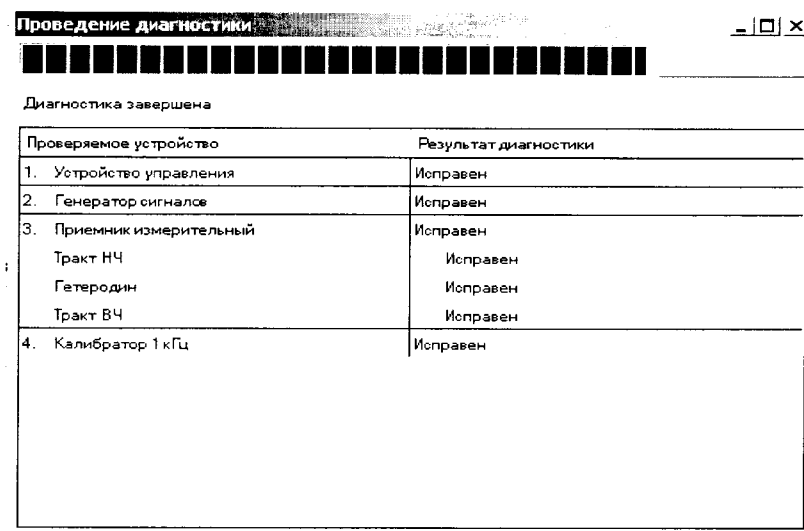 Проведение диагностики
Диагностика завершена
Проверяемое устройство Результат диагностики
1. Устройство управления Исправен
2. Генератор сигналов Исправен
3. Приемник измерительный Исправен
Тракт НЧ Исправен
Гетеродин Исправен
Тракт ВЧ Исправен
4. Калибратор 1 кГц Исправен